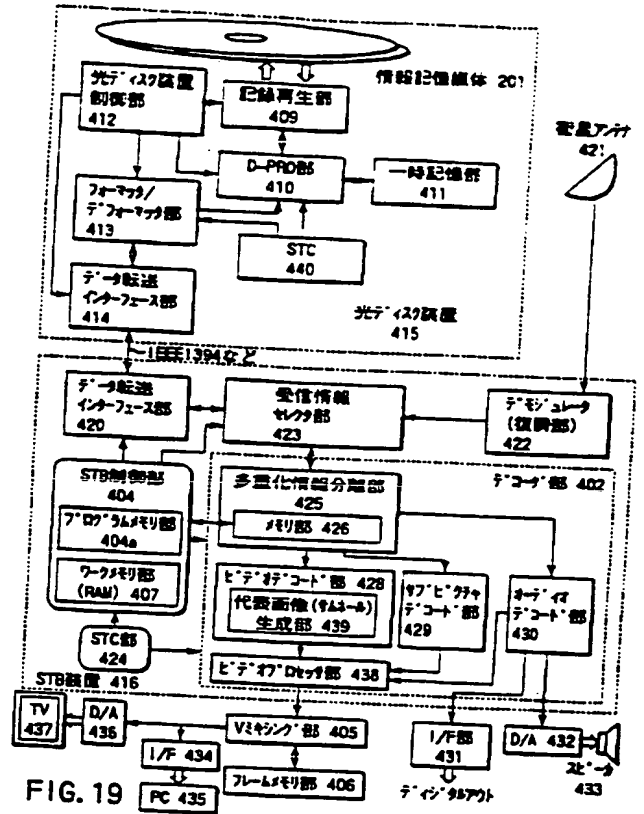 情報記憶媒体 201
光ディスク装置
制御部
412
記録再生部
409
衛星アンテナ
421
D-PRO部
410
一時記憶部
411
フォーマッタ/
デフォーマッタ部
413
STC
440
データ転送
インターフェース部
414
光ディスク装置
415
IEEE1394など
データ転送
インターフェース部
420
受信情報
セレクタ部
423
デモジュレータ
(復調部)
422
STB制御部
404
プログラムメモリ部
404a
ワークメモリ部
(RAM) 407
デコーダ部 402
多重化情報分離部
425
メモリ部 426
ビデオデコード部 428
代表画像(サムネール)
生成部 439
サブピクチャ
デコード部
429
オーディオ
デコード部
430
STC部
424
ビデオプロセッサ部 438
STB装置 416
TV
437
D/A
436
Vミキシング部 405
I/F 434
フレームメモリ部 406
PC 435
I/F部
431
ディジタルアウト
D/A 432
スピーカ
433
FIG. 19